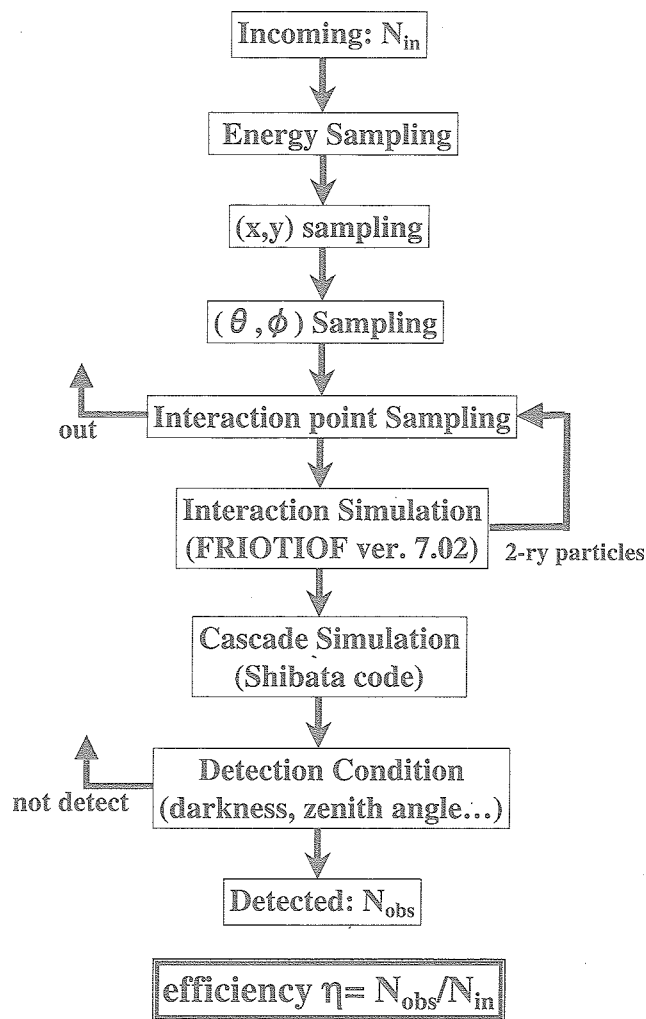 Incoming: N_in
Energy Sampling
(x,y) sampling
(θ,ϕ) Sampling
Interaction point Sampling
out
Interaction Simulation
(FRIOTIOF ver. 7.02)
2-ry particles
Cascade Simulation
(Shibata code)
Detection Condition
not detect
(darkness, zenith angle…)
Detected: N_obs
efficiency η= N_obs/N_in